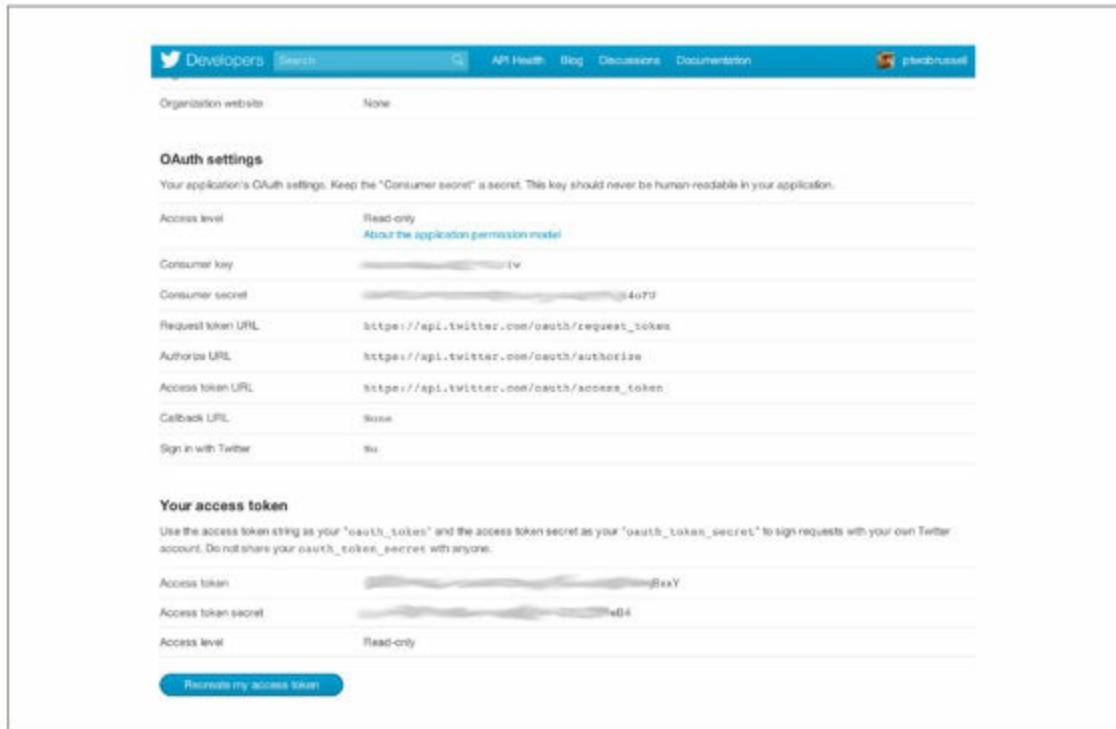 Developers Search API Health Blog Discussions Documentation ptwobrussell
Organization website None
OAuth settings
Your application's OAuth settings. Keep the "Consumer secret" a secret. This key should never be human-readable in your application.
Access level Read-only
About the application permission model
Consumer key
Consumer secret
Request token URL https://api.twitter.com/oauth/request_token
Authorize URL https://api.twitter.com/oauth/authorize
Access token URL https://api.twitter.com/oauth/access_token
Callback URL None
Sign in with Twitter No
Your access token
Use the access token string as your "oauth_token" and the access token secret as your "oauth_token_secret" to sign requests with your own Twitter
account. Do not share your oauth_token_secret with anyone.
Access token
Access token secret
Access level Read-only
Recreate my access token